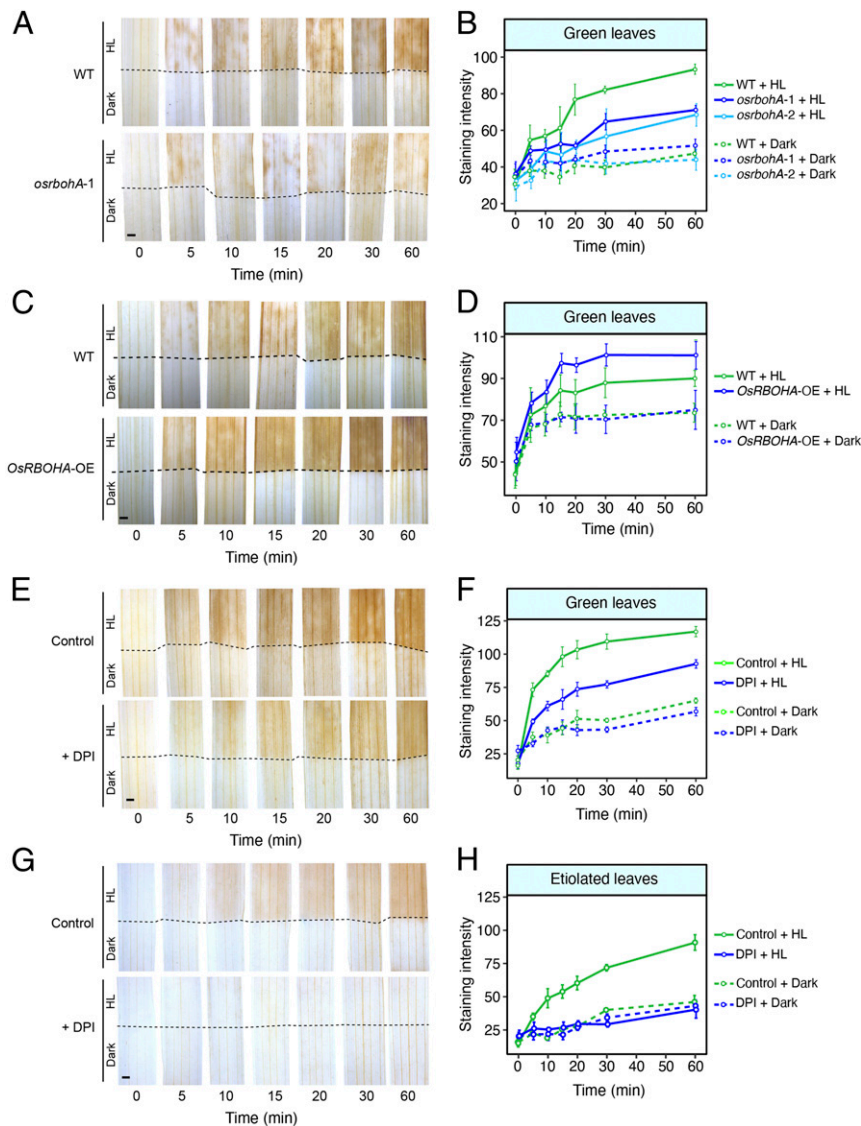 A
HL
WT
Dark
HL
osrbohA-1
Dark
0 5 10 15 20 30 60
Time (min)
B
Green leaves
Staining intensity
100
80
60
40
20
0 10 20 30 40 50 60
Time (min)
WT + HL
osrbohA-1 + HL
osrbohA-2 + HL
WT + Dark
osrbohA-1 + Dark
osrbohA-2 + Dark
C
HL
WT
Dark
HL
OsRBOHA-OE
Dark
0 5 10 15 20 30 60
Time (min)
D
Green leaves
Staining intensity
110
90
70
50
0 10 20 30 40 50 60
Time (min)
WT + HL
OsRBOHA-OE + HL
WT + Dark
OsRBOHA-OE + Dark
E
HL
Control
Dark
HL
+ DPI
Dark
0 5 10 15 20 30 60
Time (min)
F
Green leaves
Staining intensity
125
100
75
50
25
0 10 20 30 40 50 60
Time (min)
Control + HL
DPI + HL
Control + Dark
DPI + Dark
G
HL
Control
Dark
HL
+ DPI
Dark
0 5 10 15 20 30 60
Time (min)
H
Etiolated leaves
Staining intensity
125
100
75
50
25
0 10 20 30 40 50 60
Time (min)
Control + HL
DPI + HL
Control + Dark
DPI + Dark